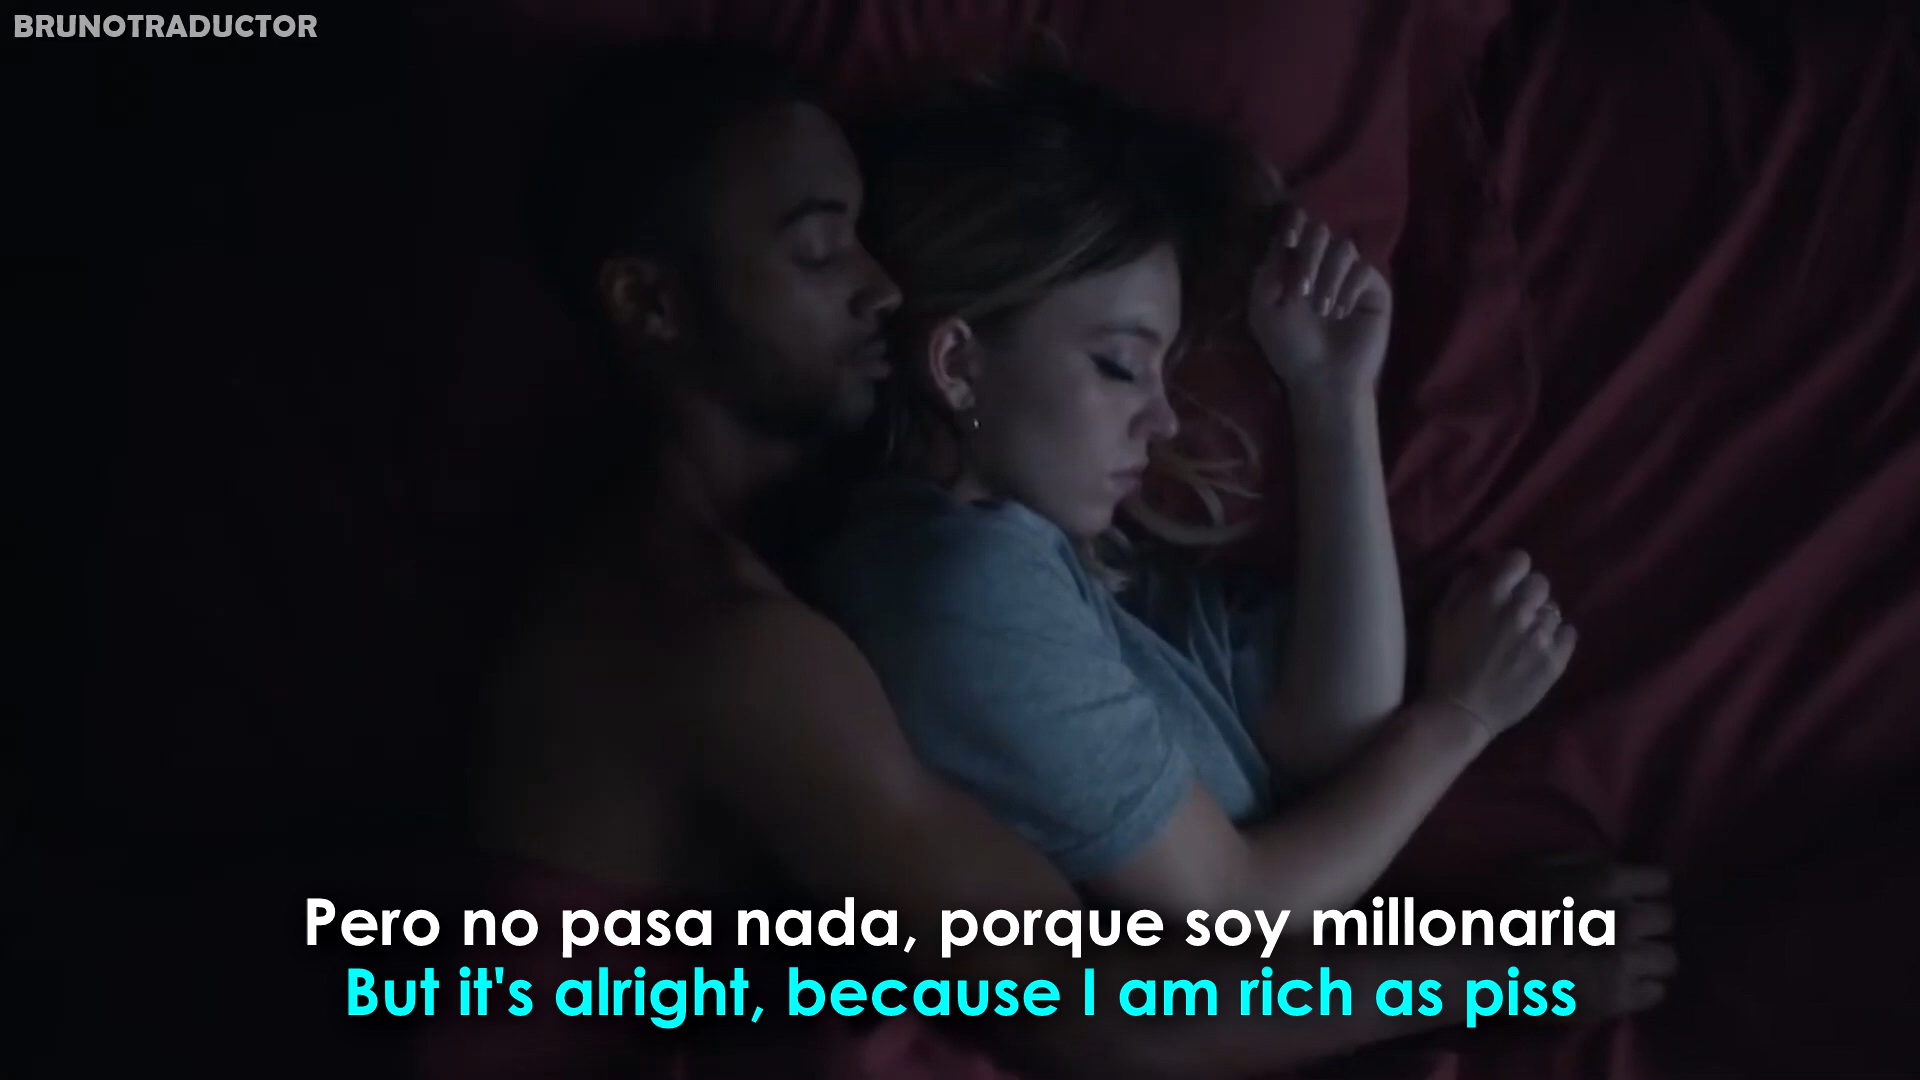 BRUNOTRADUCTOR
Pero no pasa nada, porque soy millonaria
But it's alright, because I am rich as piss